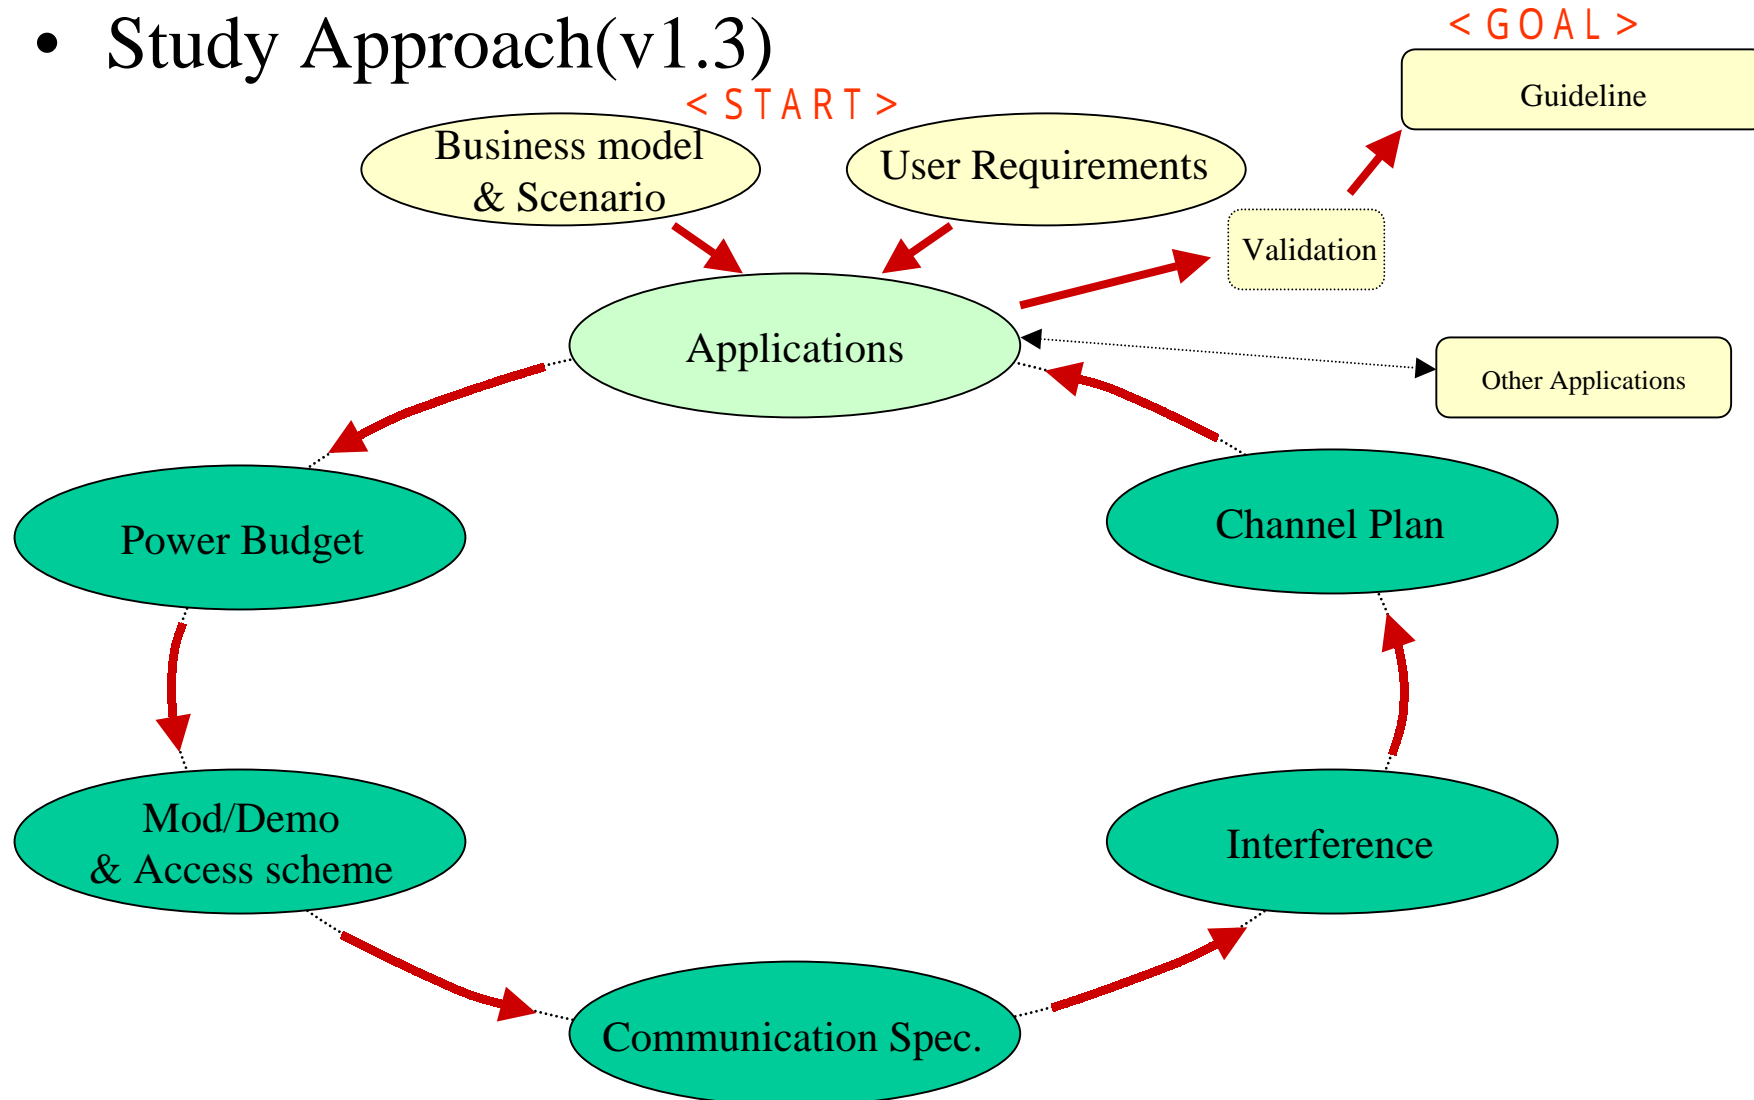 • Study Approach(v1.3)
<GOAL>
Guideline
<START>
Business model
& Scenario
User Requirements
Validation
Applications
Other Applications
Power Budget
Channel Plan
Mod/Demo
& Access scheme
Interference
Communication Spec.